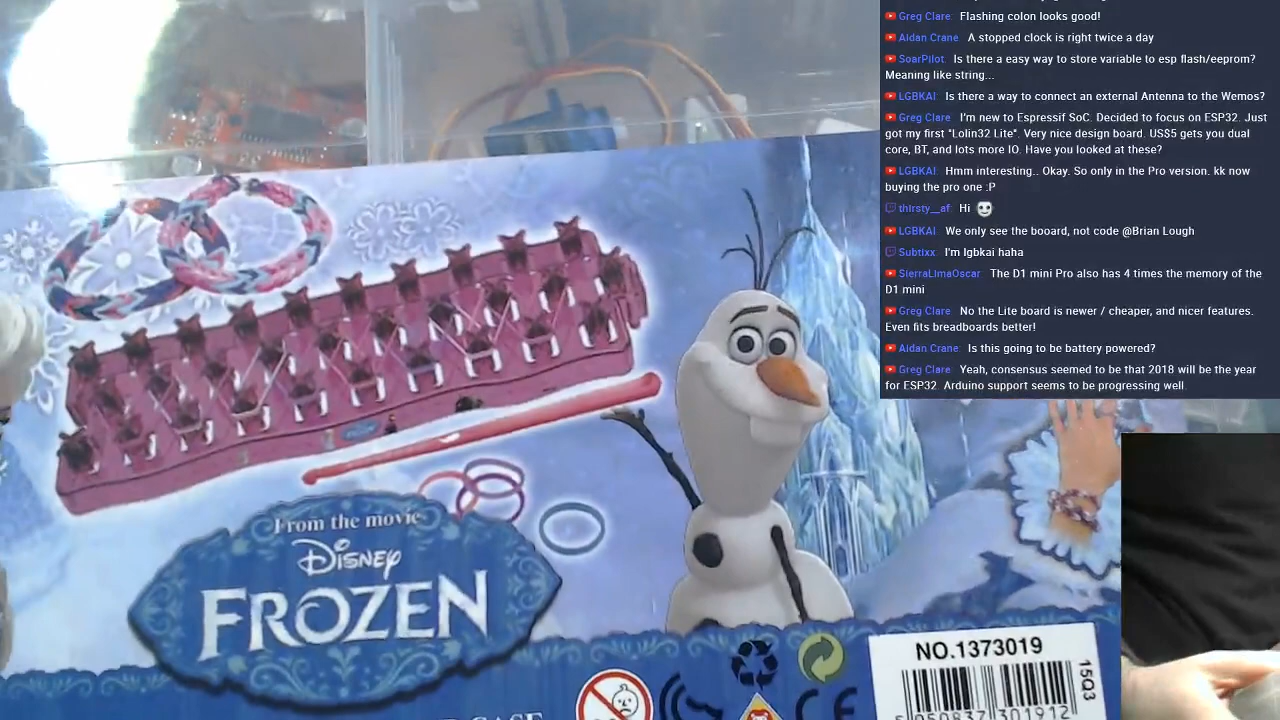 Greg Clare: Flashing colon looks good!
Aidan Crane: A stopped clock is right twice a day
SoarPilot: Is there a easy way to store variable to esp flash/eeprom?
Meaning like string...
LGBKAI: Is there a way to connect an external Antenna to the Wemos?
Greg Clare: I'm new to Espressif SoC. Decided to focus on ESP32. Just
got my first "Lolin32 Lite". Very nice design board. US$5 gets you dual
core, BT, and lots more IO. Have you looked at these?
LGBKAI: Hmm interesting.. Okay. So only in the Pro version. kk now
buying the pro one :P
thirsty__af: Hi
LGBKAI: We only see the booard, not code @Brian Lough
Subtixx: I'm lgbkai haha
SierraLimaOscar: The D1 mini Pro also has 4 times the memory of the
D1 mini
Greg Clare: No the Lite board is newer / cheaper, and nicer features.
Even fits breadboards better!
Aidan Crane: Is this going to be battery powered?
Greg Clare: Yeah, consensus seemed to be that 2018 will be the year
for ESP32. Arduino support seems to be progressing well.
From the movie
Disney
FROZEN
NO.1373019
15Q3
CE
CASE
5 050837 301912